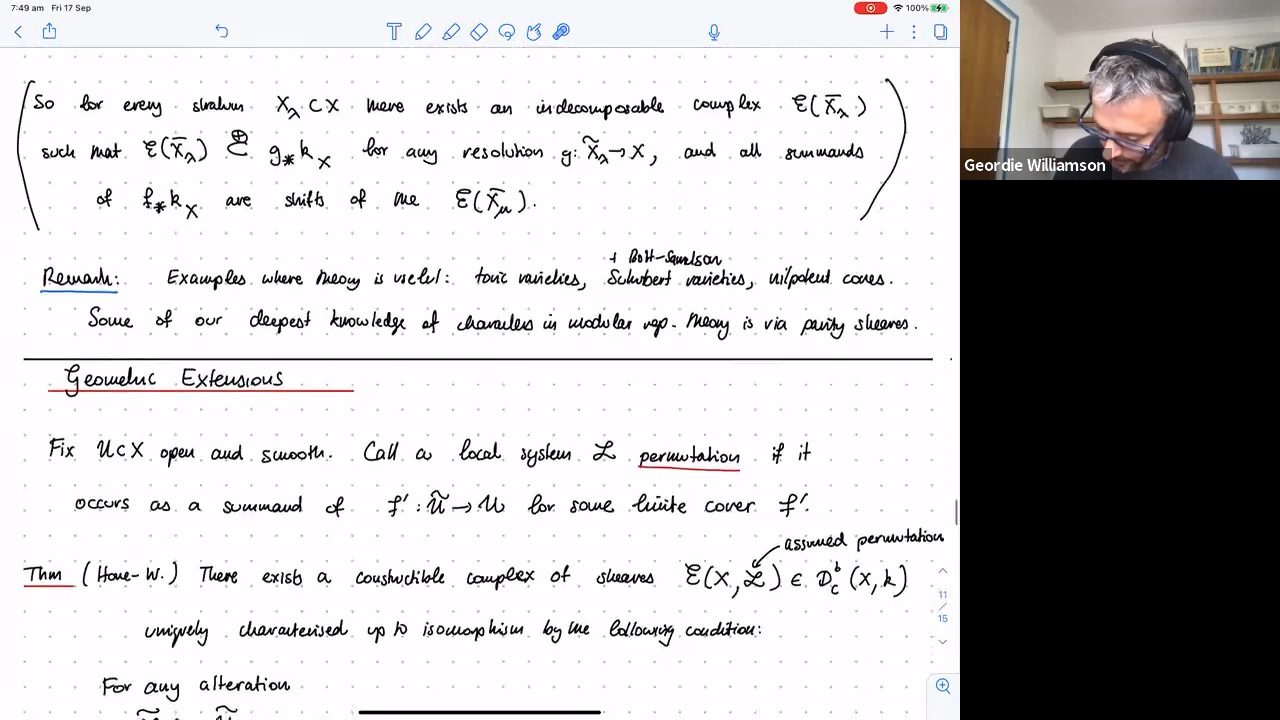 7:49 am Fri 17 Sep
100%
So for every stratum X_λ ⊂ X there exists an indecomposable complex ℰ(X̄_λ)
such that ℰ(X̄_λ) ⊕⊂ g_* k_X for any resolution g: X̃_λ → X, and all summands
of f_* k_X are shifts of the ℰ(X̄_μ).
+ Bott-Samelson
Remark: Examples where theory is useful: toric varieties, Schubert varieties, nilpotent cones.
Some of our deepest knowledge of characters in modular rep. theory is via parity sheaves.
Geometric Extensions
Fix U ⊂ X open and smooth. Call a local system ℒ permutation if it
occurs as a summand of f' : Ũ → U for some finite cover f'.
assumed permutation
Thm (Hone-W.) There exists a constructible complex of sheaves ℰ(X, ℒ) ∈ D^b_c(X, k)
uniquely characterised up to isomorphism by the following condition:
For any alteration
11
/
15
Geordie Williamson